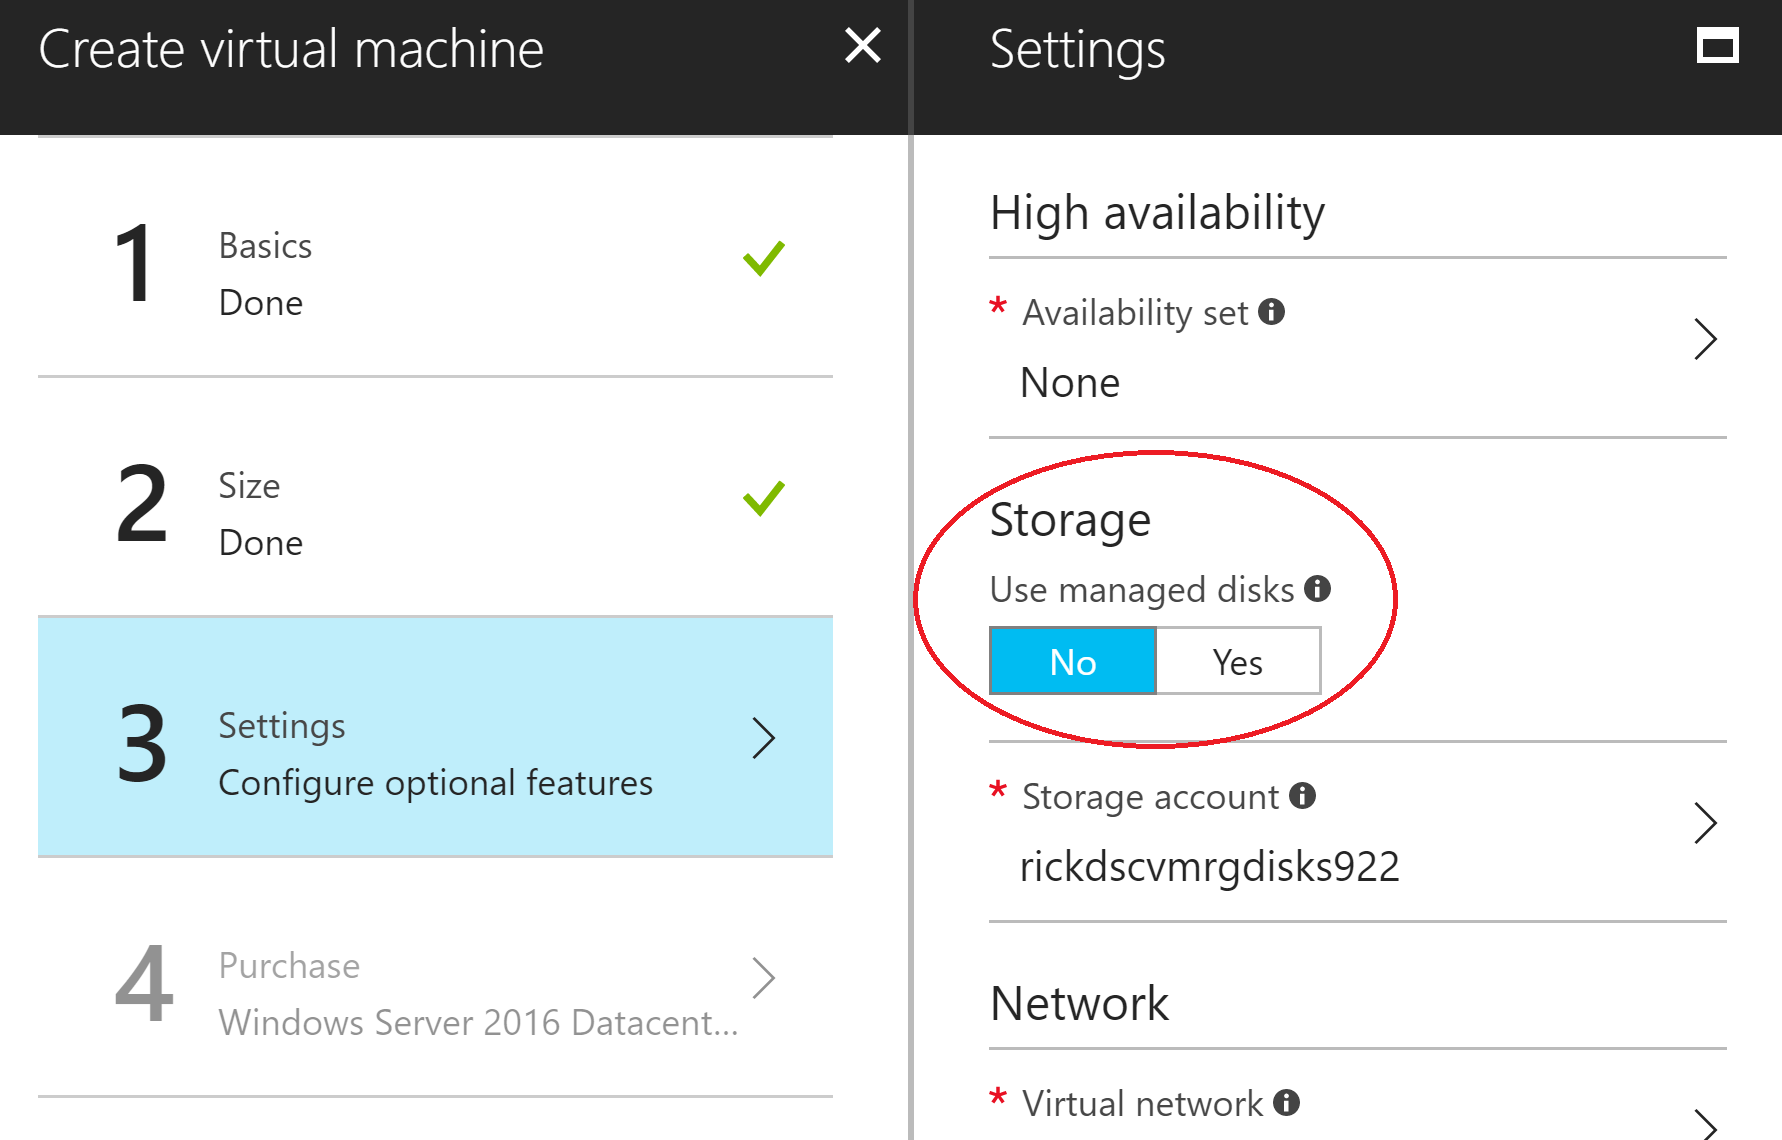 Create virtual machine
1
Basics
Done
2
Size
Done
3
Settings
Configure optional features
4
Purchase
Windows Server 2016 Datacent...
Settings
High availability
* Availability set
None
Storage
Use managed disks
No Yes
* Storage account
rickdscvmrgdisks922
Network
* Virtual network